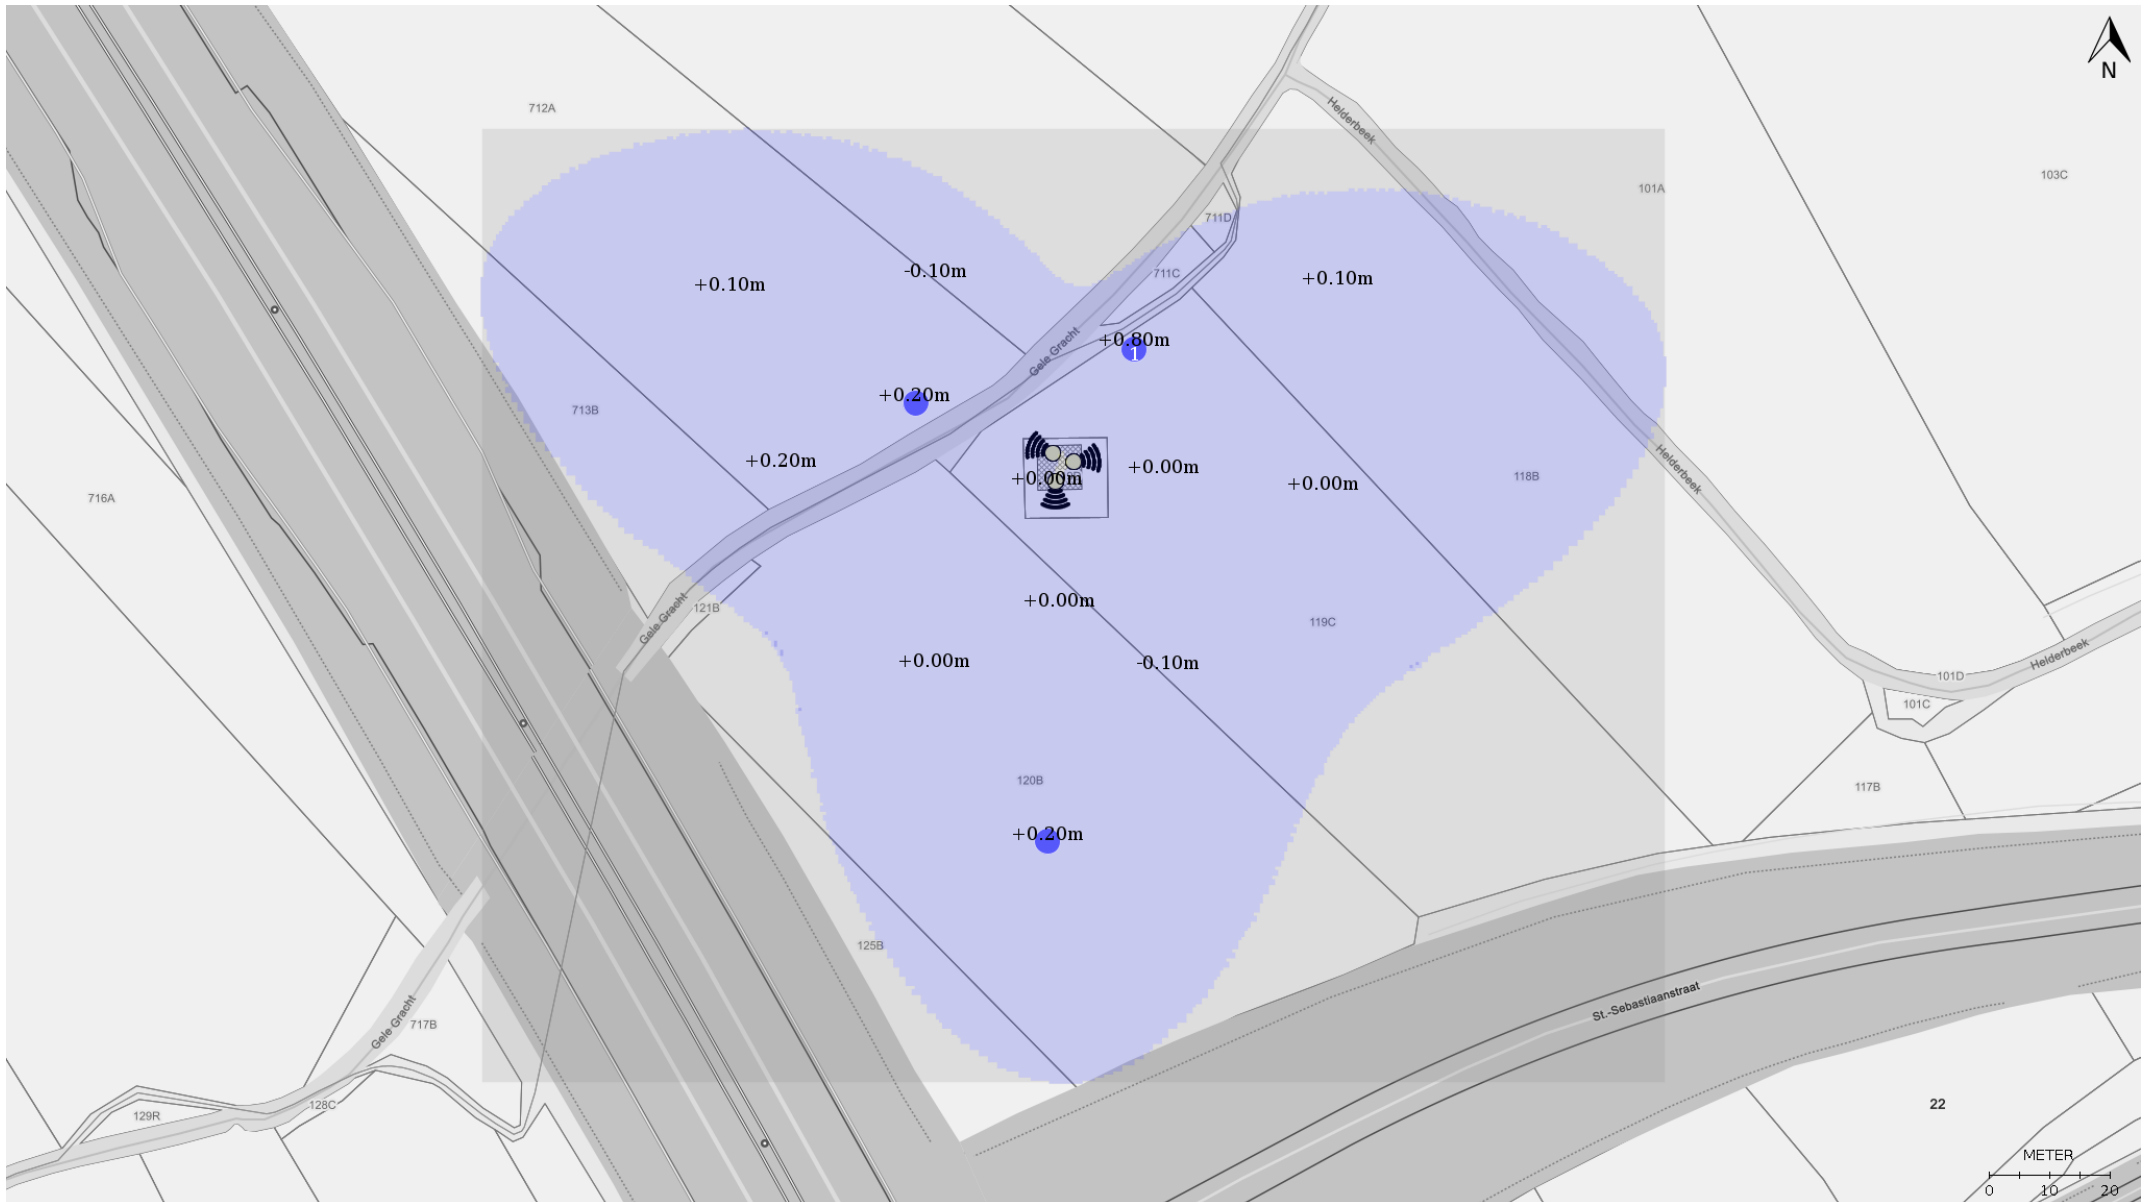 N
712A
Helderbeek
103C
101A
711D
-0.10m
711C
+0.10m
+0.10m
+0.80m
1
Gele Gracht
+0.20m
713B
+0.20m
+0.00m
Helderbeek
+0.00m
118B
+0.00m
716A
+0.00m
121B
Gele Gracht
119C
+0.00m
-0.10m
Helderbeek
101D
101C
120B
117B
+0.20m
125B
St.-Sebastiaanstraat
Gele Gracht
717B
128C
129R
22
METER
0 10 20